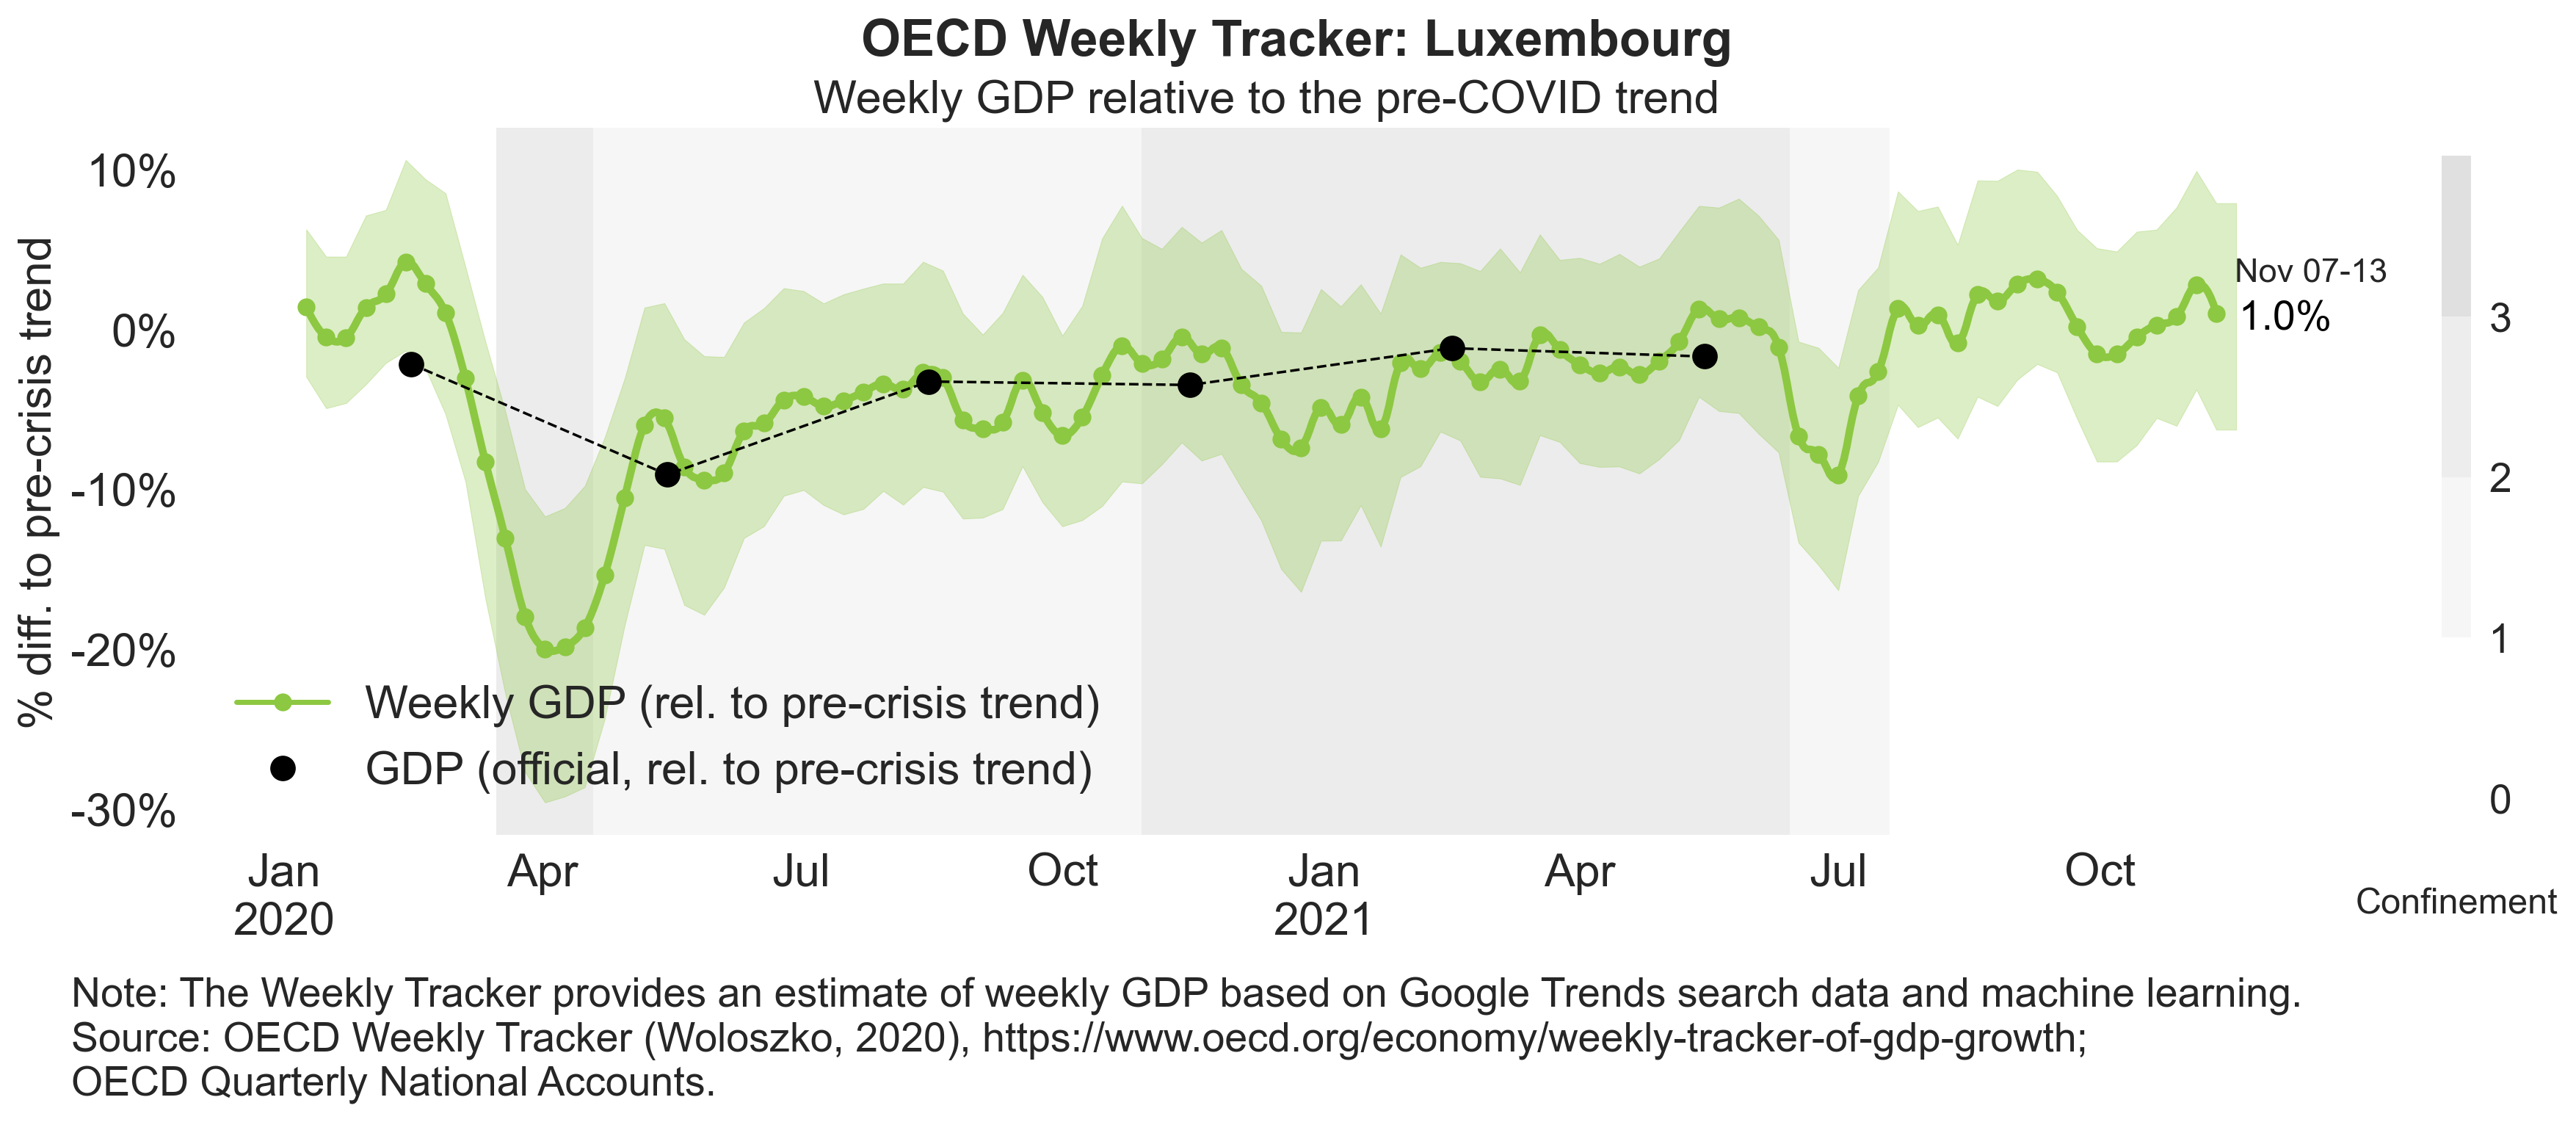 OECD Weekly Tracker: Luxembourg
Weekly GDP relative to the pre-COVID trend
% diff. to pre-crisis trend
10%
0%
-10%
-20%
-30%
Nov 07-13
1.0%
3
2
1
0
Confinement
Weekly GDP (rel. to pre-crisis trend)
GDP (official, rel. to pre-crisis trend)
Jan Apr Jul Oct Jan Apr Jul Oct
2020 2021
Note: The Weekly Tracker provides an estimate of weekly GDP based on Google Trends search data and machine learning.
Source: OECD Weekly Tracker (Woloszko, 2020), https://www.oecd.org/economy/weekly-tracker-of-gdp-growth;
OECD Quarterly National Accounts.